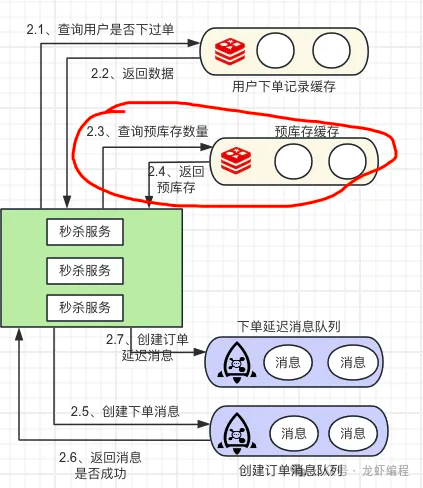 2.1、查询用户是否下过单
2.2、返回数据
用户下单记录缓存
2.3、查询预库存数量
预库存缓存
2.4、返回
预库存
秒杀服务
秒杀服务
秒杀服务
2.7、创建订单
延迟消息
下单延迟消息队列
消息
消息
2.5、创建下单消息
消息
消息
2.6、返回消息
是否成功
创建订单消息队列
号·龙虾编程